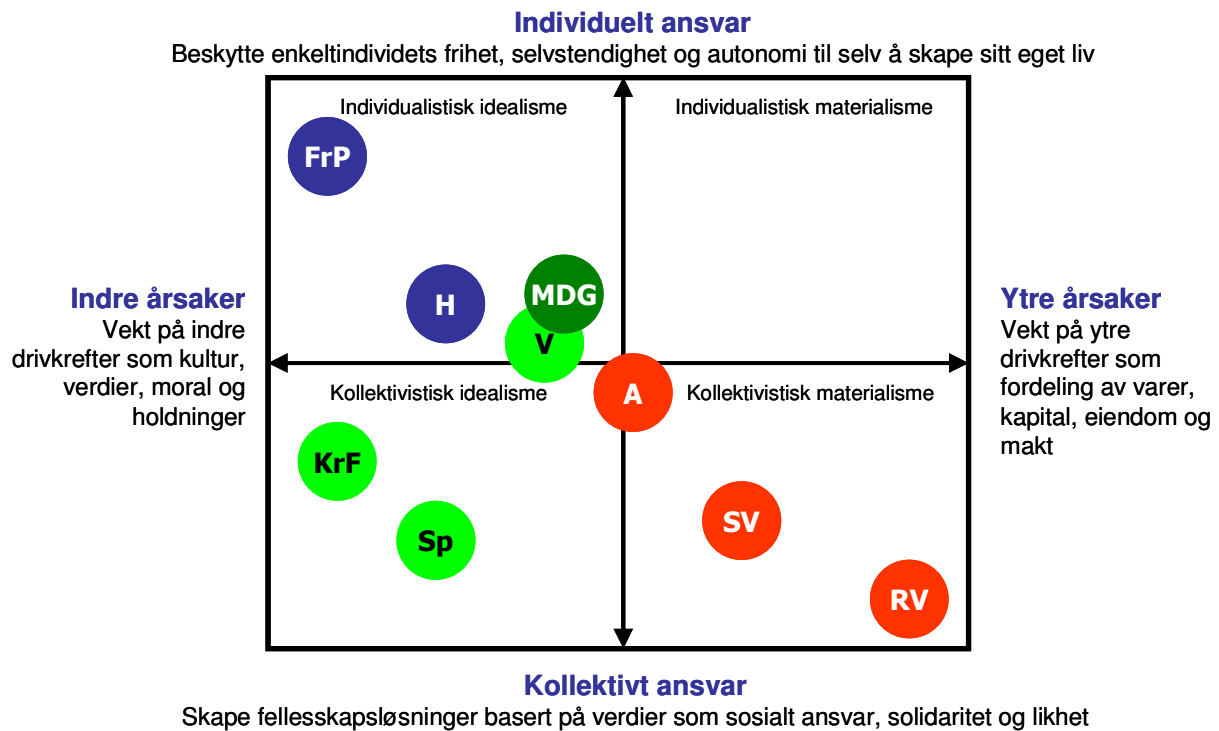 Individuelt ansvar
Beskytte enkeltindividets frihet, selvstendighet og autonomi til selv å skape sitt eget liv
Individualistisk idealisme
Individualistisk materialisme
FrP
H
MDG
V
Indre årsaker
Vekt på indre
drivkrefter som kultur,
verdier, moral og
holdninger
Ytre årsaker
Vekt på ytre
drivkrefter som
fordeling av varer,
kapital, eiendom og
makt
Kollektivistisk idealisme
A
Kollektivistisk materialisme
KrF
Sp
SV
RV
Kollektivt ansvar
Skape fellesskapsløsninger basert på verdier som sosialt ansvar, solidaritet og likhet